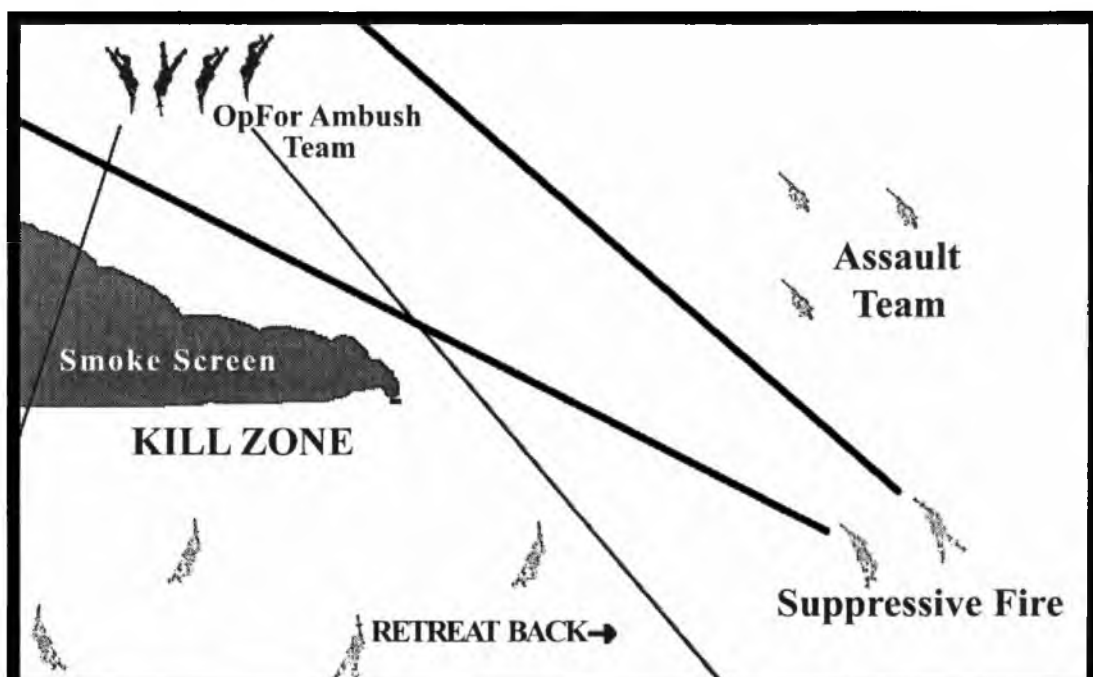 OpFor Ambush
Team
Assault
Team
Smoke Screen
KILL ZONE
Suppressive Fire
RETREAT BACK→